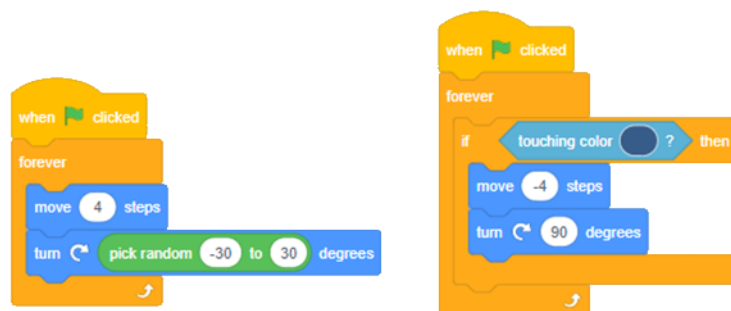 when clicked
forever
move 4 steps
turn pick random -30 to 30 degrees
when clicked
forever
if touching color ? then
move -4 steps
turn 90 degrees